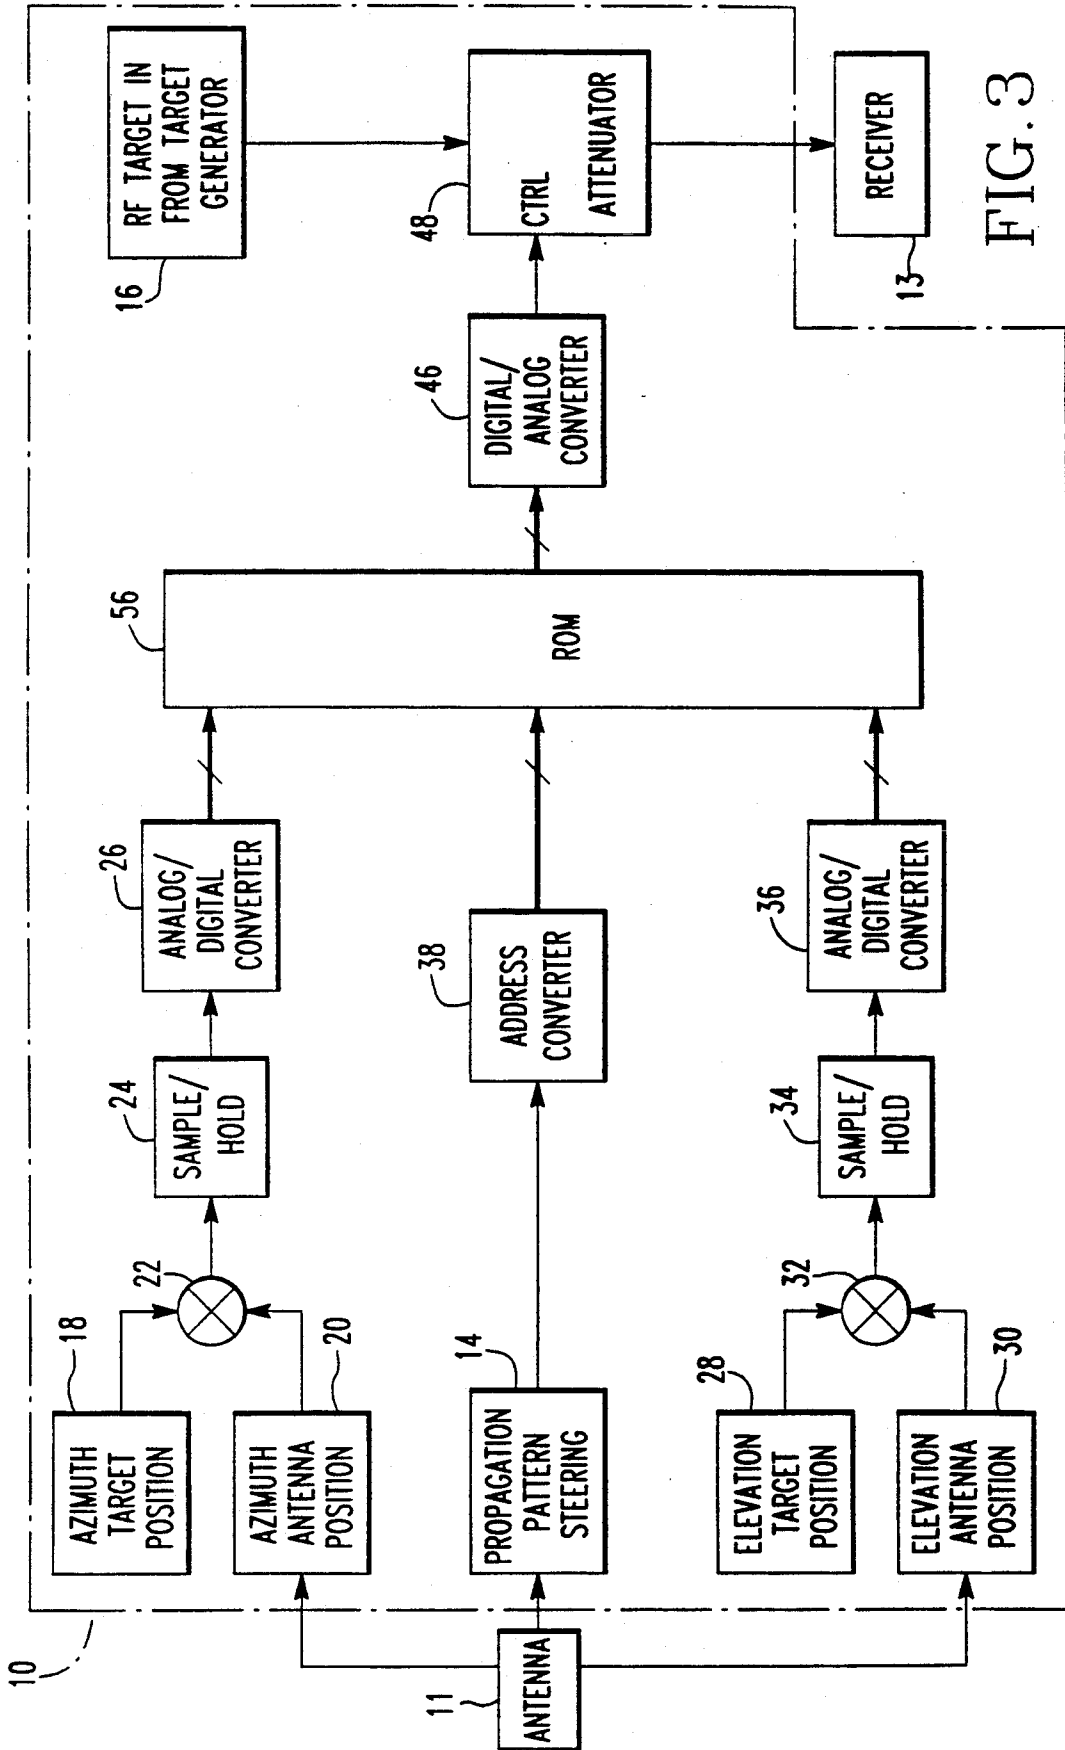 10
11
ANTENNA
18
AZIMUTH
TARGET
POSITION
20
AZIMUTH
ANTENNA
POSITION
22
24
SAMPLE/
HOLD
26
ANALOG/
DIGITAL
CONVERTER
14
PROPAGATION
PATTERN
STEERING
38
ADDRESS
CONVERTER
28
ELEVATION
TARGET
POSITION
30
ELEVATION
ANTENNA
POSITION
32
34
SAMPLE/
HOLD
36
ANALOG/
DIGITAL
CONVERTER
56
ROM
46
DIGITAL/
ANALOG
CONVERTER
16
RF TARGET IN
FROM TARGET
GENERATOR
48
CTRL
ATTENUATOR
13
RECEIVER
FIG. 3